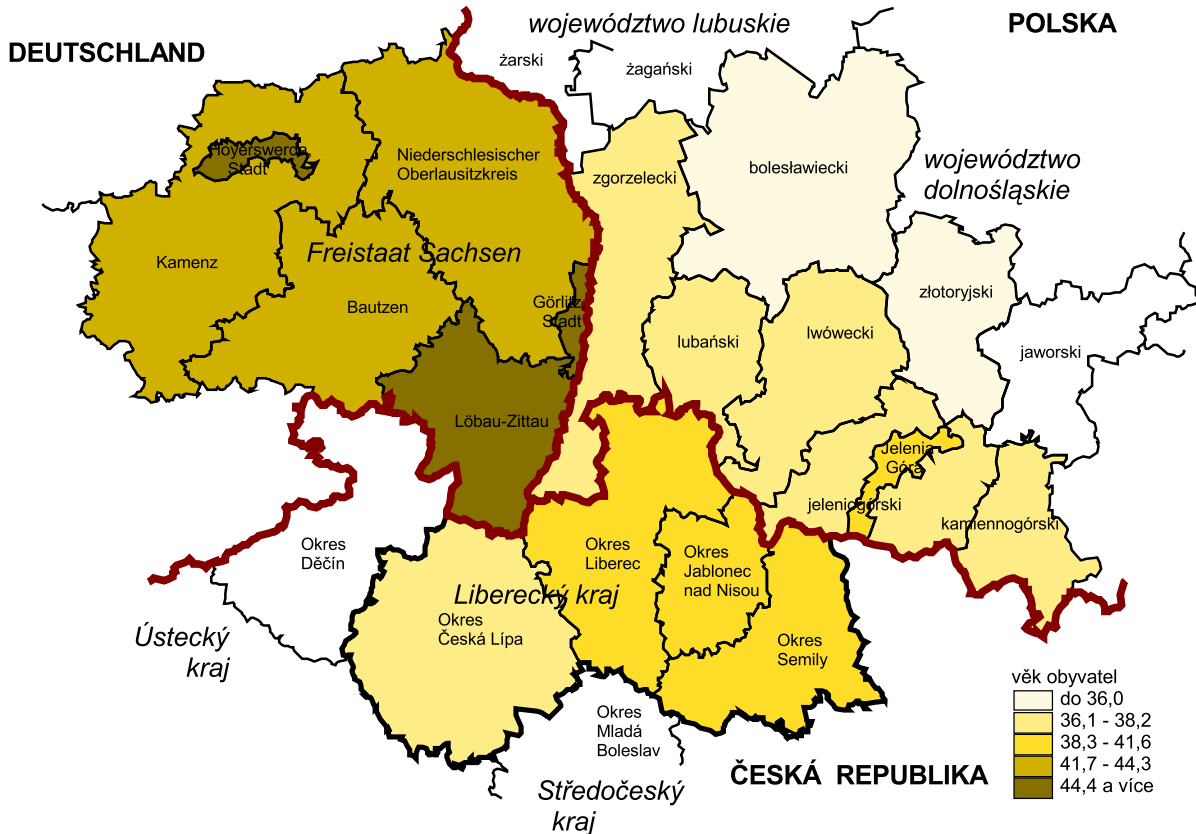 województwo lubuskie
POLSKA
DEUTSCHLAND
żarski
żagański
Hoyerswerda
Stadt
Niederschlesischer
Oberlausitzkreis
zgorzelecki
bolesławiecki
województwo
dolnośląskie
Kamenz
Freistaat Sachsen
Bautzen
Görlitz
Stadt
złotoryjski
lubański
lwówecki
jaworski
Löbau-Zittau
Jelenia
Góra
jeleniogórski
kamiennogórski
Okres
Děčín
Okres
Liberec
Okres
Jablonec
nad Nisou
Liberecký kraj
Okres
Česká Lípa
Ústecký
kraj
Okres
Semily
Okres
Mladá
Boleslav
Středočeský
kraj
ČESKÁ REPUBLIKA
věk obyvatel
do 36,0
36,1 - 38,2
38,3 - 41,6
41,7 - 44,3
44,4 a více